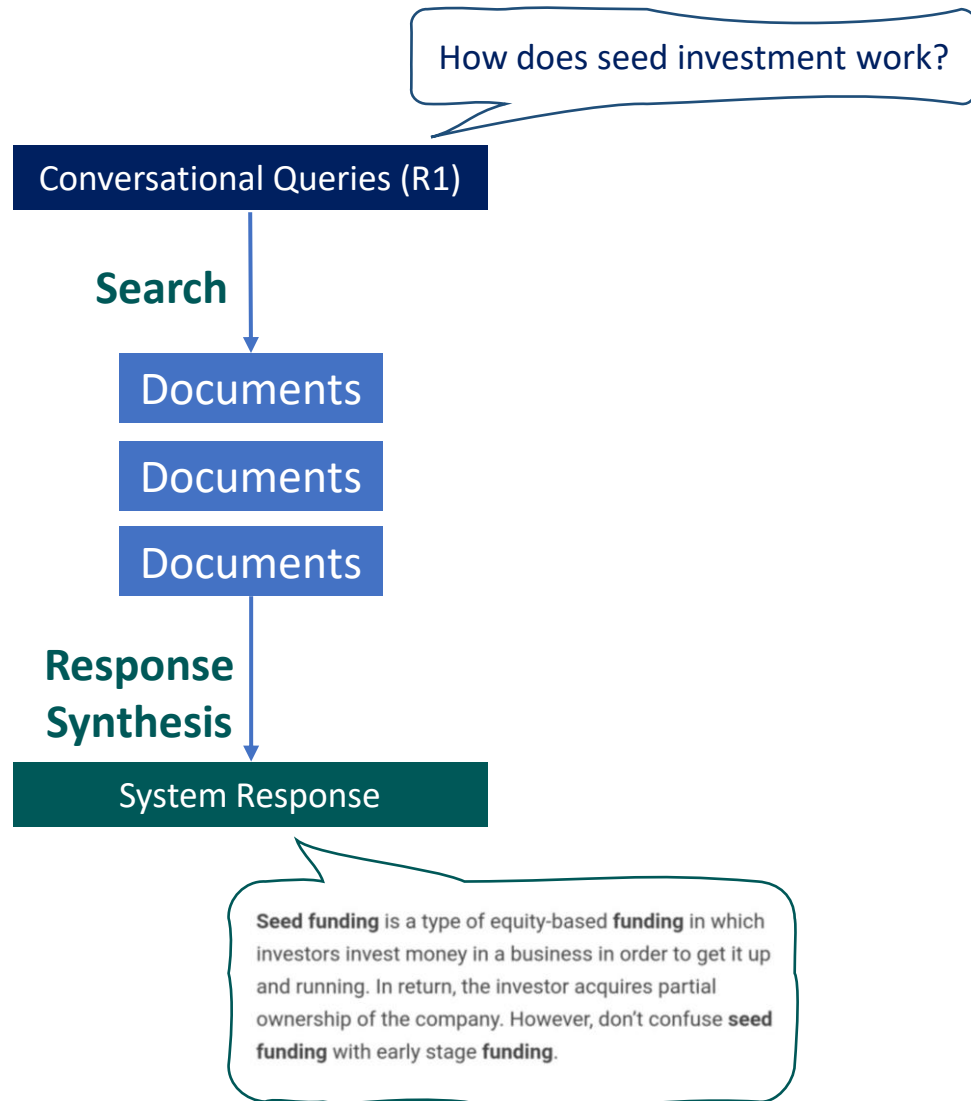 How does seed investment work?
Conversational Queries (R1)
Search
Documents
Documents
Documents
Response
Synthesis
System Response
Seed funding is a type of equity-based funding in which
investors invest money in a business in order to get it up
and running. In return, the investor acquires partial
ownership of the company. However, don’t confuse seed
funding with early stage funding.